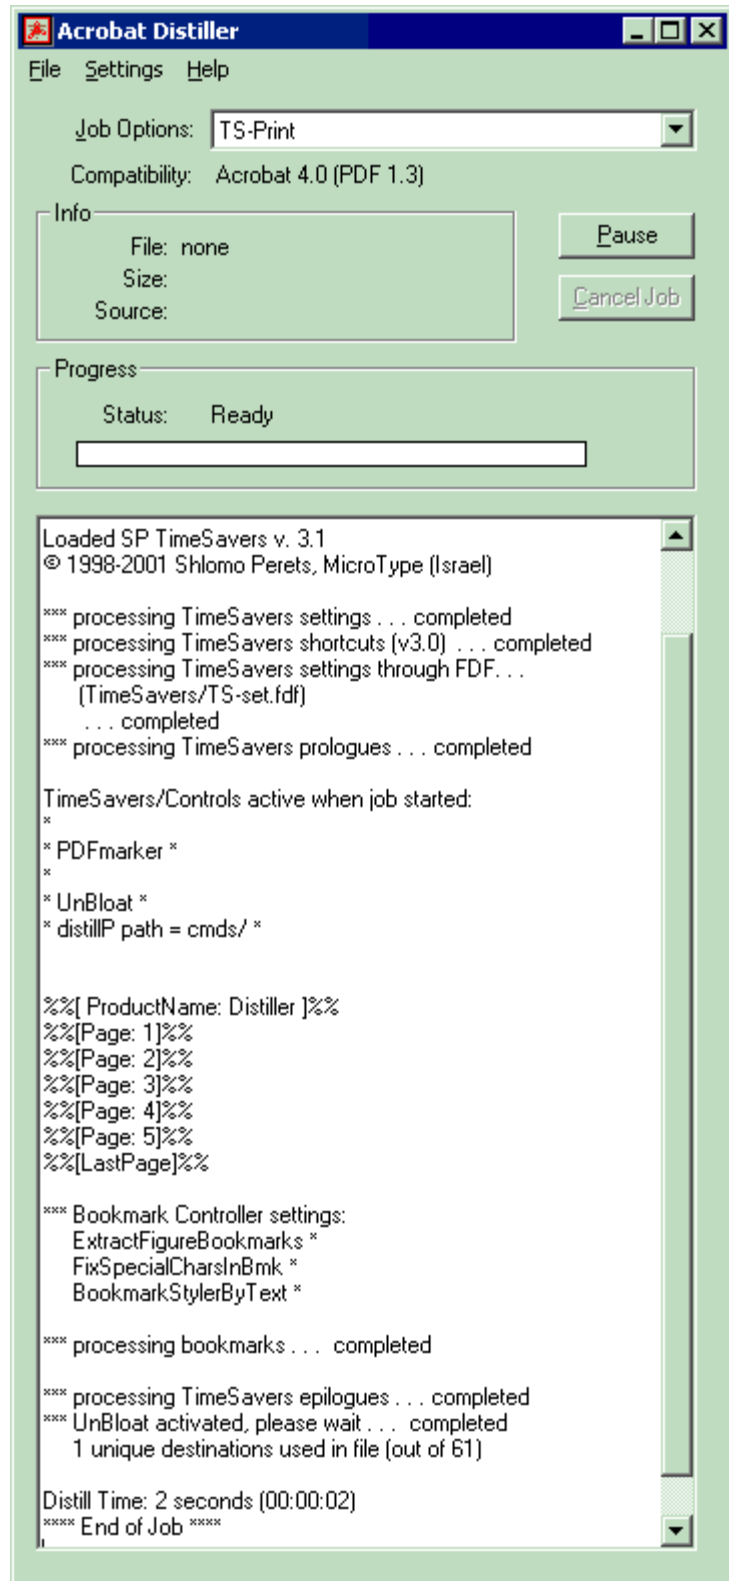 Acrobat Distiller
File Settings Help
Job Options: TS-Print
Compatibility: Acrobat 4.0 (PDF 1.3)
Info
File: none
Size:
Source:
Pause
Cancel Job
Progress
Status: Ready
Loaded SP TimeSavers v. 3.1
© 1998-2001 Shlomo Perets, MicroType (Israel)
*** processing TimeSavers settings . . . completed
*** processing TimeSavers shortcuts (v3.0) . . . completed
*** processing TimeSavers settings through FDF. . .
(TimeSavers/TS-set.fdf)
. . . completed
*** processing TimeSavers prologues . . . completed
TimeSavers/Controls active when job started:
*
* PDFmarker *
*
* UnBloat *
* distillP path = cmds/ *
%%[ ProductName: Distiller ]%%
%%[Page: 1]%%
%%[Page: 2]%%
%%[Page: 3]%%
%%[Page: 4]%%
%%[Page: 5]%%
%%[LastPage]%%
*** Bookmark Controller settings:
ExtractFigureBookmarks *
FixSpecialCharsInBmk *
BookmarkStylerByText *
*** processing bookmarks . . . completed
*** processing TimeSavers epilogues . . . completed
*** UnBloat activated, please wait . . . completed
1 unique destinations used in file (out of 61)
Distill Time: 2 seconds (00:00:02)
**** End of Job ****